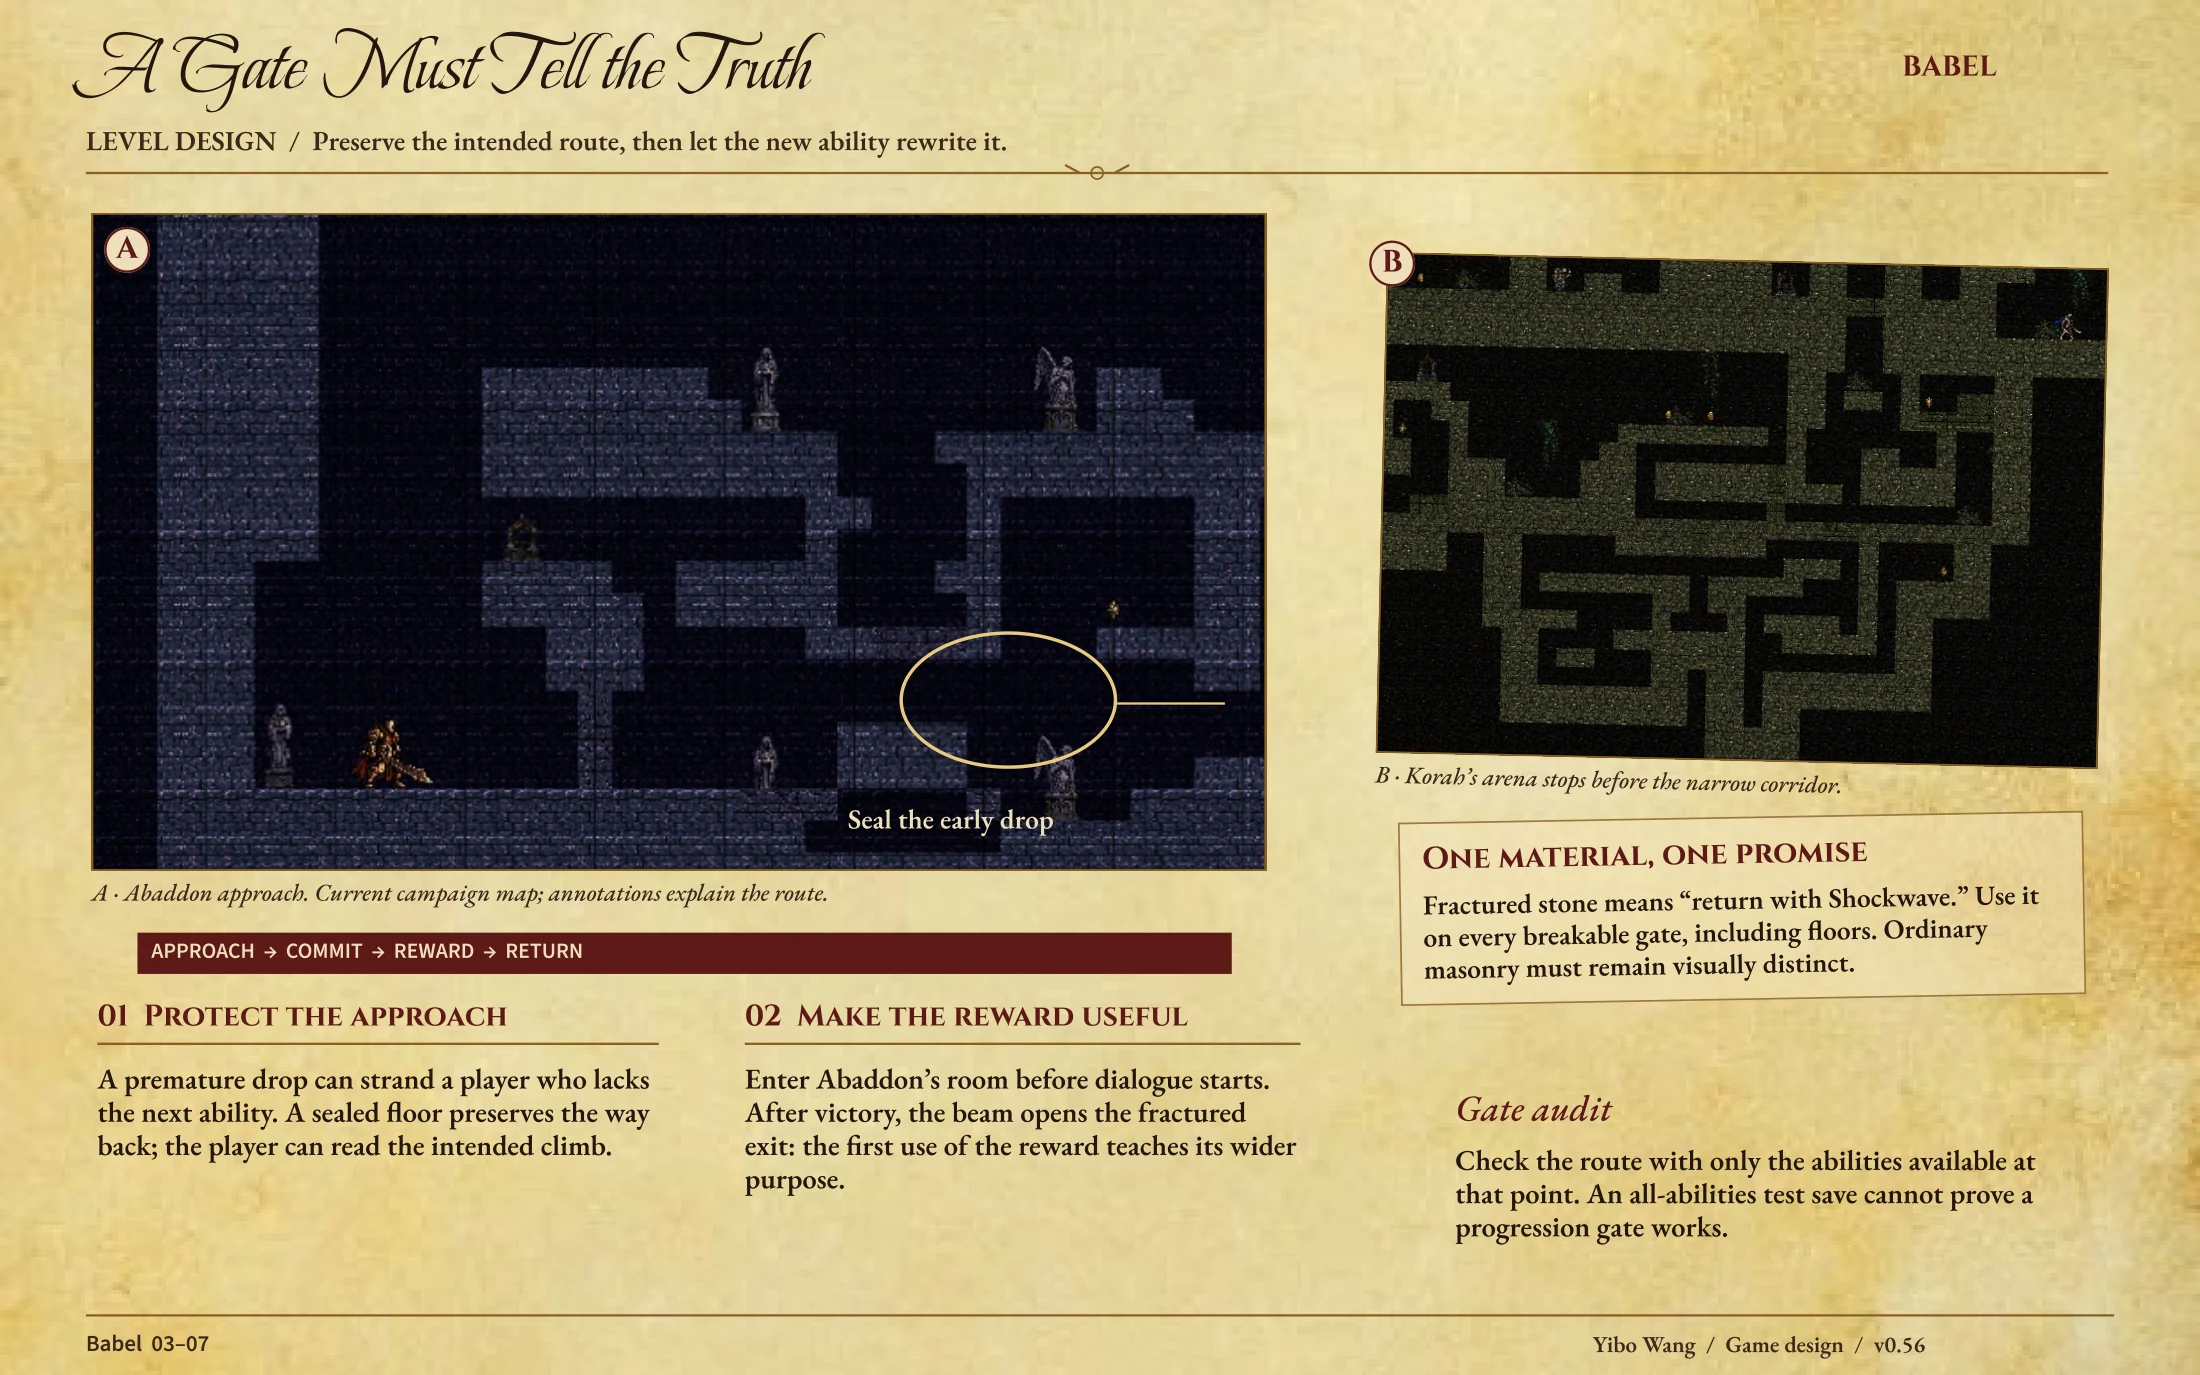 A Gate Must Tell the Truth
BABEL
LEVEL DESIGN / Preserve the intended route, then let the new ability rewrite it.
A
Seal the early drop
A · Abaddon approach. Current campaign map; annotations explain the route.
APPROACH → COMMIT → REWARD → RETURN
01 PROTECT THE APPROACH
A premature drop can strand a player who lacks
the next ability. A sealed floor preserves the way
back; the player can read the intended climb.
02 MAKE THE REWARD USEFUL
Enter Abaddon’s room before dialogue starts.
After victory, the beam opens the fractured
exit: the first use of the reward teaches its wider
purpose.
B
B · Korah’s arena stops before the narrow corridor.
ONE MATERIAL, ONE PROMISE
Fractured stone means “return with Shockwave.” Use it
on every breakable gate, including floors. Ordinary
masonry must remain visually distinct.
Gate audit
Check the route with only the abilities available at
that point. An all-abilities test save cannot prove a
progression gate works.
Babel 03–07
Yibo Wang / Game design / v0.56